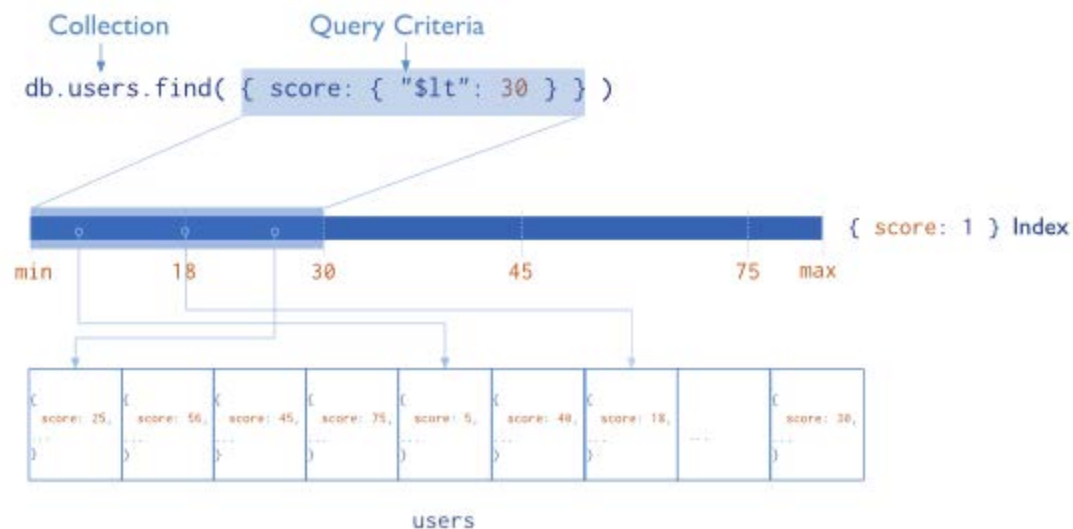 Collection Query Criteria
db.users.find( { score: { "$lt": 30 } } )
{ score: 1 } Index
min 18 30 45 75 max
{ { { { { { { {
score: 25, score: 56, score: 45, score: 75, score: 5, score: 40, score: 18, score: 30,
... ... ... ... ... ... ... ... ...
} } } } } } } }
users